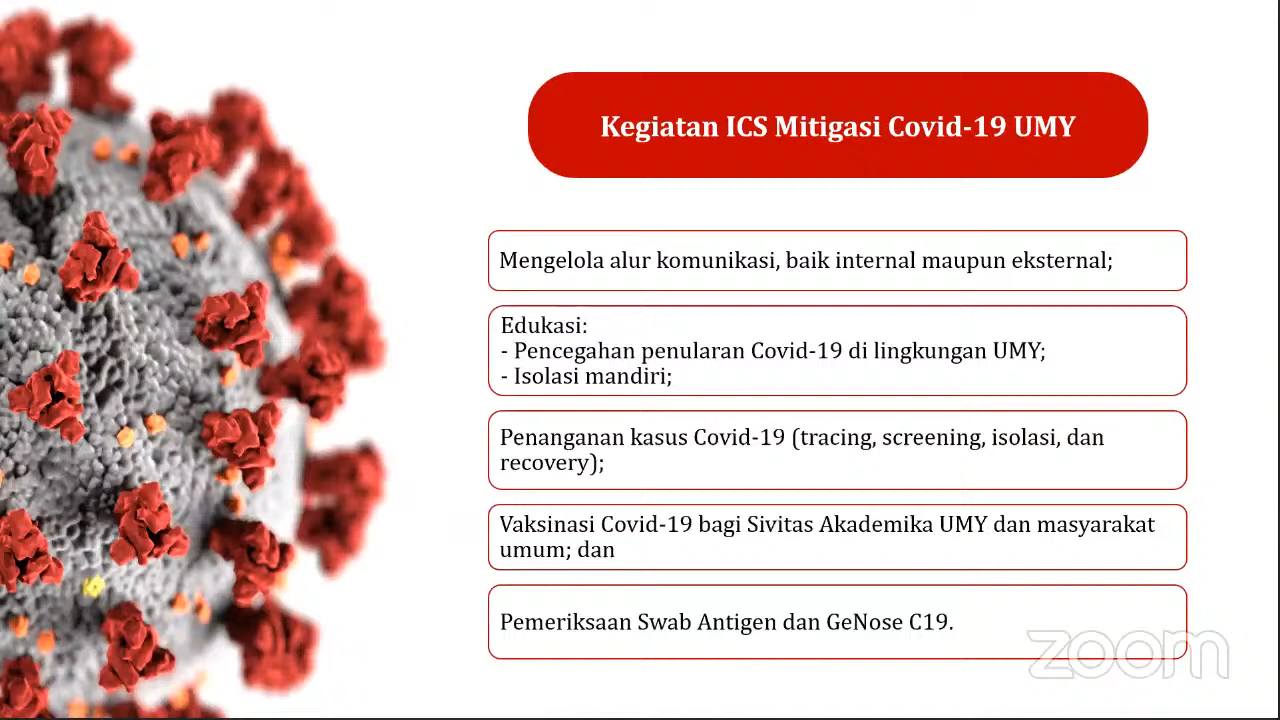 Kegiatan ICS Mitigasi Covid-19 UMY
Mengelola alur komunikasi, baik internal maupun eksternal;
Edukasi:
- Pencegahan penularan Covid-19 di lingkungan UMY;
- Isolasi mandiri;
Penanganan kasus Covid-19 (tracing, screening, isolasi, dan
recovery);
Vaksinasi Covid-19 bagi Sivitas Akademika UMY dan masyarakat
umum; dan
Pemeriksaan Swab Antigen dan GeNose C19.
zoom